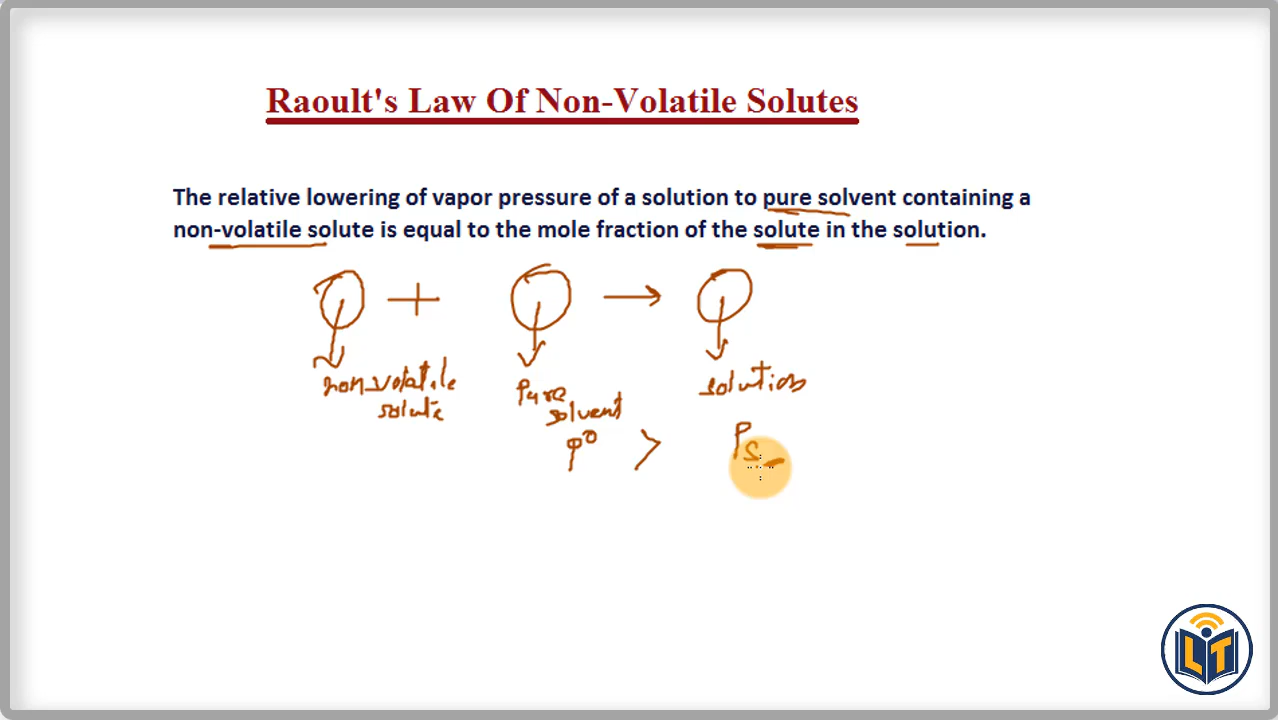 Raoult's Law Of Non-Volatile Solutes
The relative lowering of vapor pressure of a solution to pure solvent containing a
non-volatile solute is equal to the mole fraction of the solute in the solution.
+ →
non-volatile solute
Pure solvent
solution
P° > Ps
LT